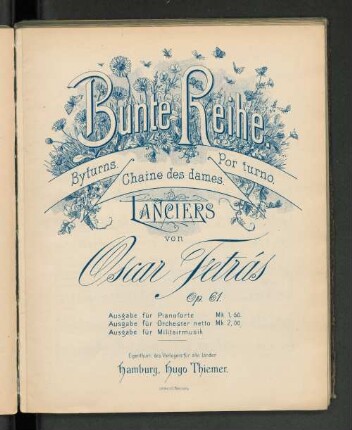 Bunte Reihe
Byturns. Chaine des dames. Por turno.
LANCIERS
von
Oscar Fetrás
Op. 61.
Ausgabe für Pianoforte Mk. 1,60.
Ausgabe für Orchester netto Mk. 2,00.
Ausgabe für Militairmusik
Eigenthum des Verlegers für alle Länder.
Hamburg, Hugo Thiemer.